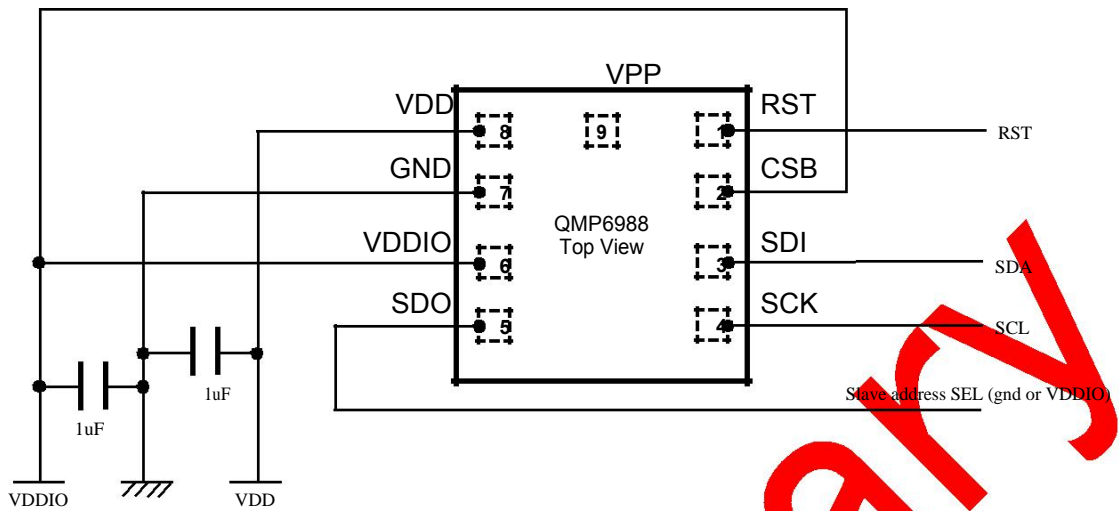 VPP
VDD
RST
8
9
1
RST
GND
CSB
7
2
QMP6988
Top View
VDDIO
SDI
6
3
SDA
SDO
SCK
5
4
SCL
1uF
1uF
Slave address SEL (gnd or VDDIO)
VDDIO
VDD
ary